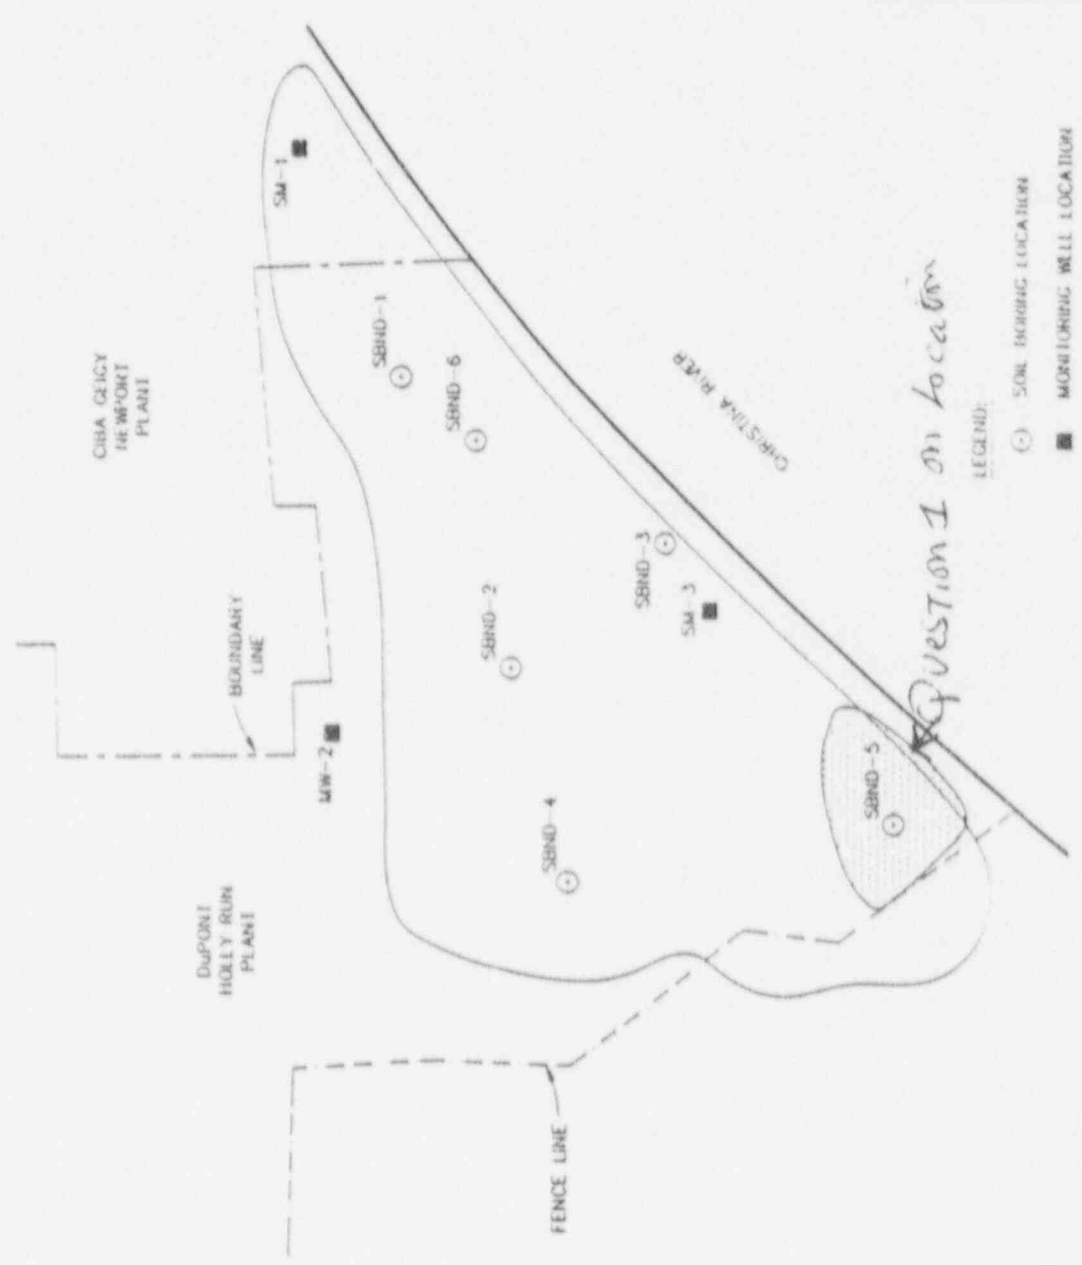 CIBA GEIGY
NEWPORT
PLANT
DuPONT
HOLLY RUN
PLANT
BOUNDARY
LINE
FENCE LINE
MW-2
SM-1
SBND-1
SBND-6
SBND-2
SBND-4
SBND-3
SM-3
SBND-5
CHRISTINA RIVER
Question 1 on Location
LEGEND:
SOIL BORING LOCATION
MONITORING WELL LOCATION